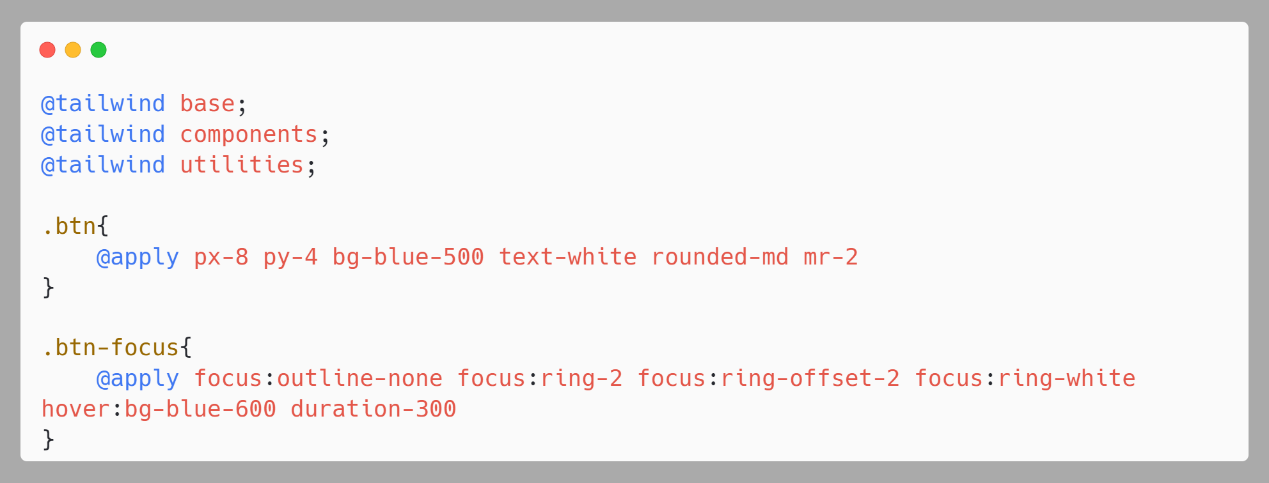 @tailwind base;
@tailwind components;
@tailwind utilities;

.btn{
    @apply px-8 py-4 bg-blue-500 text-white rounded-md mr-2
}

.btn-focus{
    @apply focus:outline-none focus:ring-2 focus:ring-offset-2 focus:ring-white
hover:bg-blue-600 duration-300
}